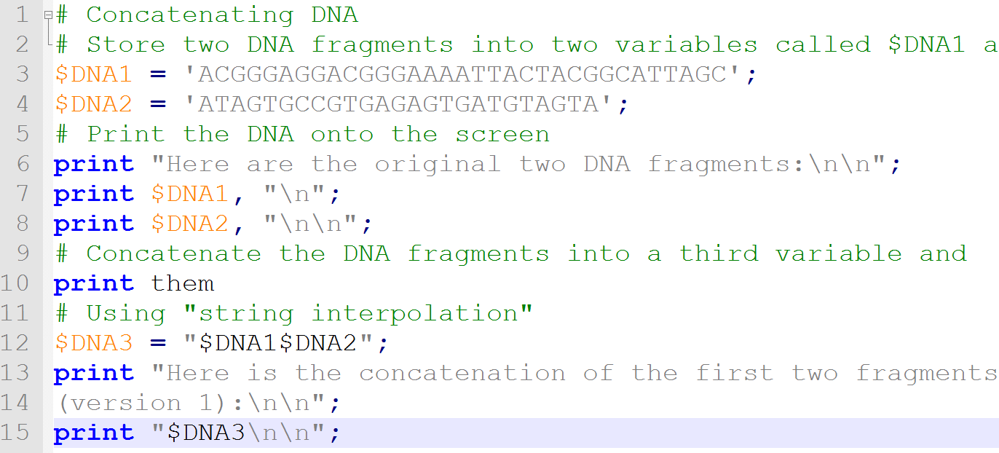 1 # Concatenating DNA
2 # Store two DNA fragments into two variables called $DNA1 a
3 $DNA1 = 'ACGGGAGGACGGGAAAATTACTACGGCATTAGC';
4 $DNA2 = 'ATAGTGCCGTGAGAGTGATGTAGTA';
5 # Print the DNA onto the screen
6 print "Here are the original two DNA fragments:\n\n";
7 print $DNA1, "\n";
8 print $DNA2, "\n\n";
9 # Concatenate the DNA fragments into a third variable and
10 print them
11 # Using "string interpolation"
12 $DNA3 = "$DNA1$DNA2";
13 print "Here is the concatenation of the first two fragments
14 (version 1):\n\n";
15 print "$DNA3\n\n";